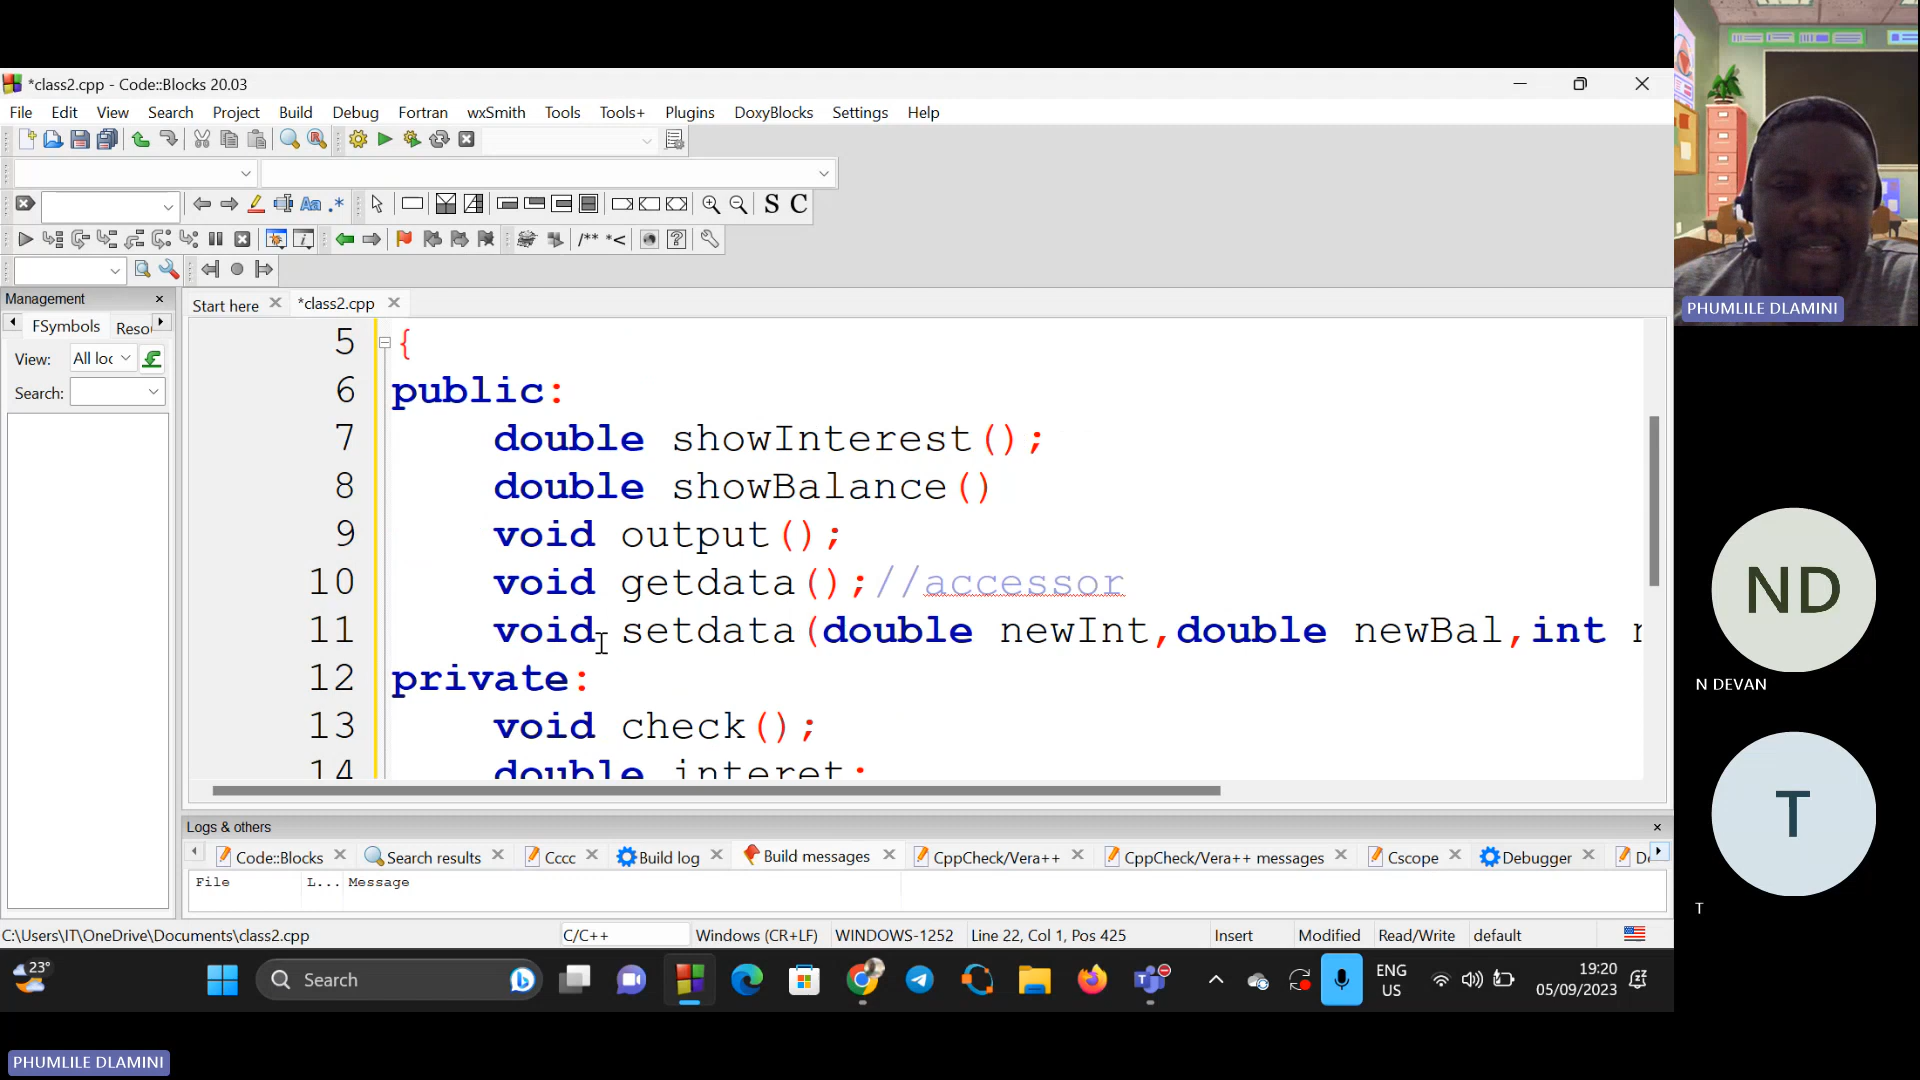 *class2.cpp - Code::Blocks 20.03
File Edit View Search Project Build Debug Fortran wxSmith Tools Tools+ Plugins DoxyBlocks Settings Help
S C
/** *<
Management
Start here
*class2.cpp
FSymbols
Reso
View: All loc
Search:
5 {
6 public:
7 double showInterest();
8 double showBalance()
9 void output();
10 void getdata();//accessor
11 void setdata(double newInt,double newBal,int
12 private:
13 void check();
14 double interet;
Logs & others
Code::Blocks
Search results
Cccc
Build log
Build messages
CppCheck/Vera++
CppCheck/Vera++ messages
Cscope
Debugger
File L... Message
C:\Users\IT\OneDrive\Documents\class2.cpp
C/C++
Windows (CR+LF)
WINDOWS-1252
Line 22, Col 1, Pos 425
Insert
Modified
Read/Write
default
23°
Search
ENG
US
19:20
05/09/2023
PHUMLILE DLAMINI
ND
N DEVAN
T
T
PHUMLILE DLAMINI